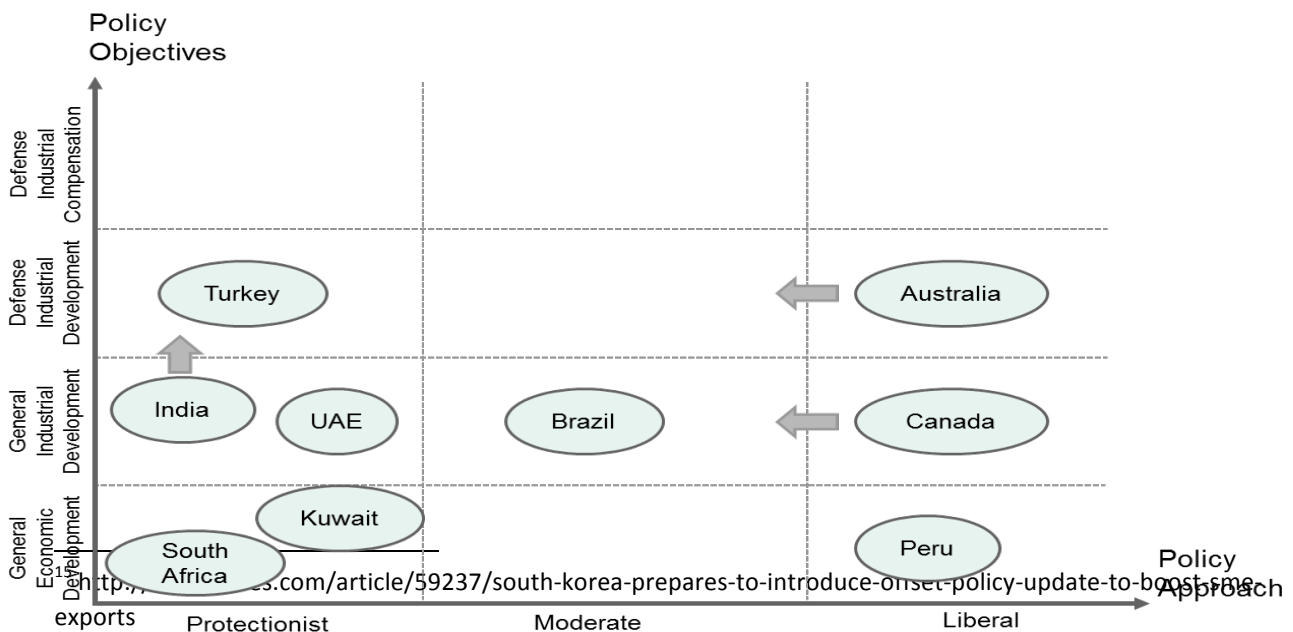 Policy
Objectives
Defense
Industrial
Compensation
Defense
Industrial
Development
General
Industrial
Development
General
Economic
Development
Turkey
Australia
India
UAE
Brazil
Canada
Kuwait
South
Africa
Peru
Policy
Approach
15 http:/ es.com/article/59237/south-korea-prepares-to-introduce-offset-policy-update-to-boost-sme-
exports
Protectionist
Moderate
Liberal